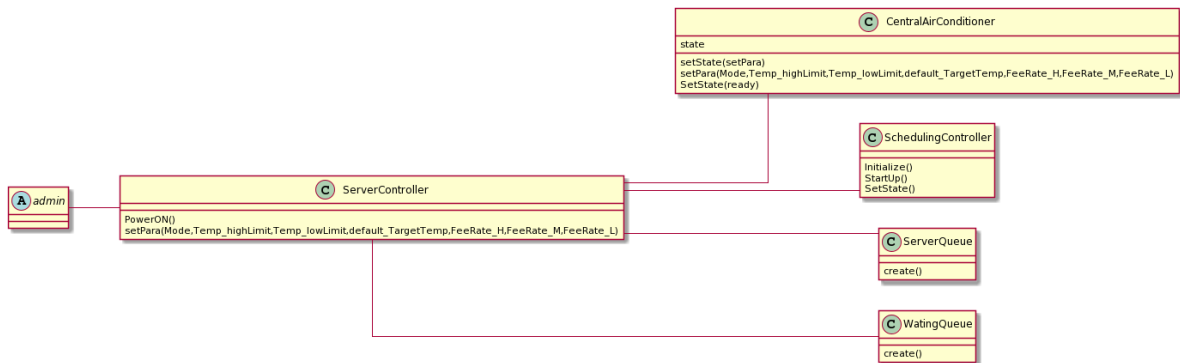 C CentralAirConditioner
state
setState(setPara)
setPara(Mode,Temp_highLimit,Temp_lowLimit,default_TargetTemp,FeeRate_H,FeeRate_M,FeeRate_L)
SetState(ready)
C SchedulingController
Initialize()
StartUp()
SetState()
A admin
C ServerController
PowerON()
setPara(Mode,Temp_highLimit,Temp_lowLimit,default_TargetTemp,FeeRate_H,FeeRate_M,FeeRate_L)
C ServerQueue
create()
C WatingQueue
create()